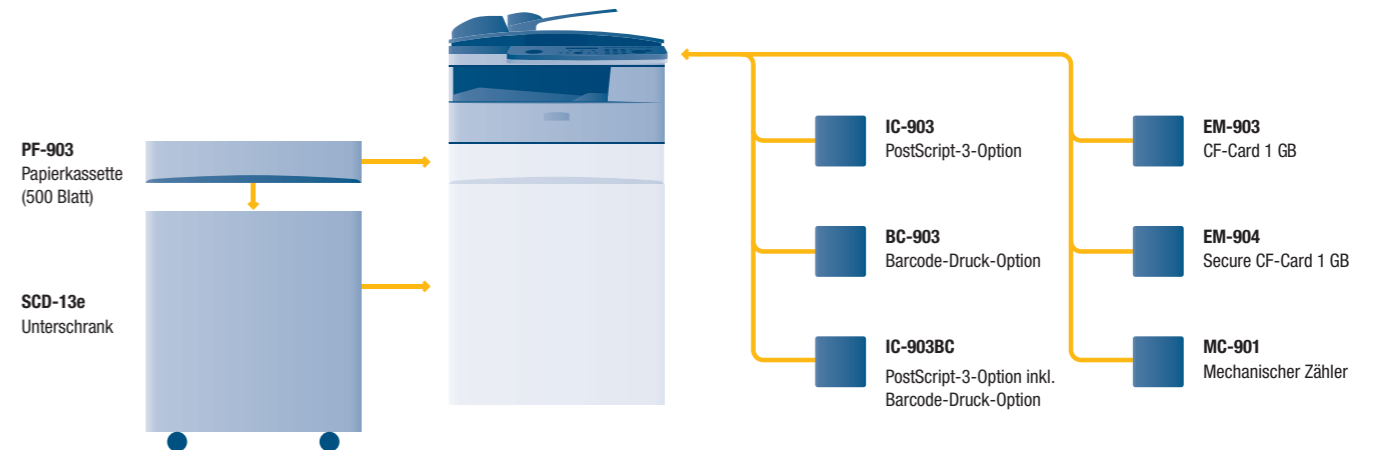 PF-903
Papierkassette
(500 Blatt)
SCD-13e
Unterschrank
IC-903
PostScript-3-Option
BC-903
Barcode-Druck-Option
IC-903BC
PostScript-3-Option inkl.
Barcode-Druck-Option
EM-903
CF-Card 1 GB
EM-904
Secure CF-Card 1 GB
MC-901
Mechanischer Zähler